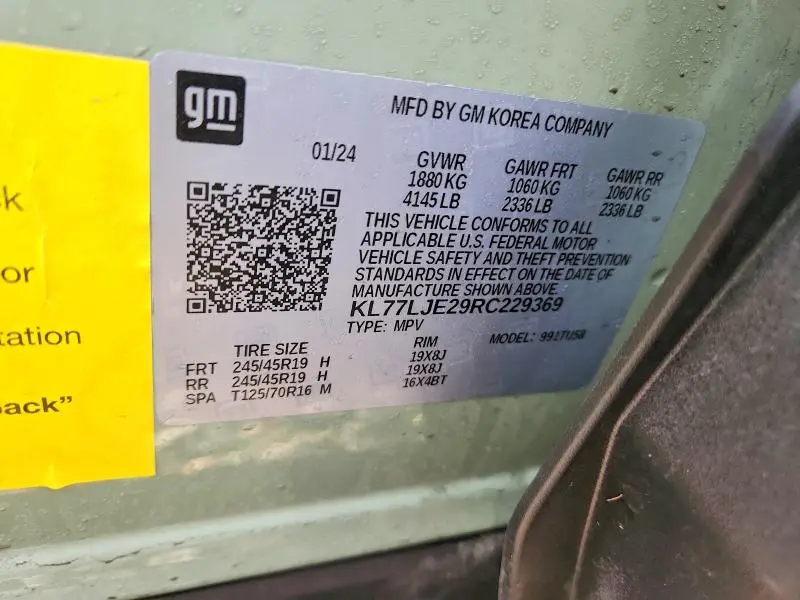 gm
MFD BY GM KOREA COMPANY
01/24
GVWR GAWR FRT GAWR RR
1880 KG 1060 KG 1060 KG
4145 LB 2336 LB 2336 LB
THIS VEHICLE CONFORMS TO ALL
APPLICABLE U.S. FEDERAL MOTOR
VEHICLE SAFETY AND THEFT PREVENTION
STANDARDS IN EFFECT ON THE DATE OF
MANUFACTURE SHOWN ABOVE.
KL77LJE29RC229369
TYPE: MPV MODEL: 991TU58
TIRE SIZE RIM
FRT 245/45R19 H 19X8J
RR 245/45R19 H 19X8J
SPA T125/70R16 M 16X4BT
k
or
tation
ack”